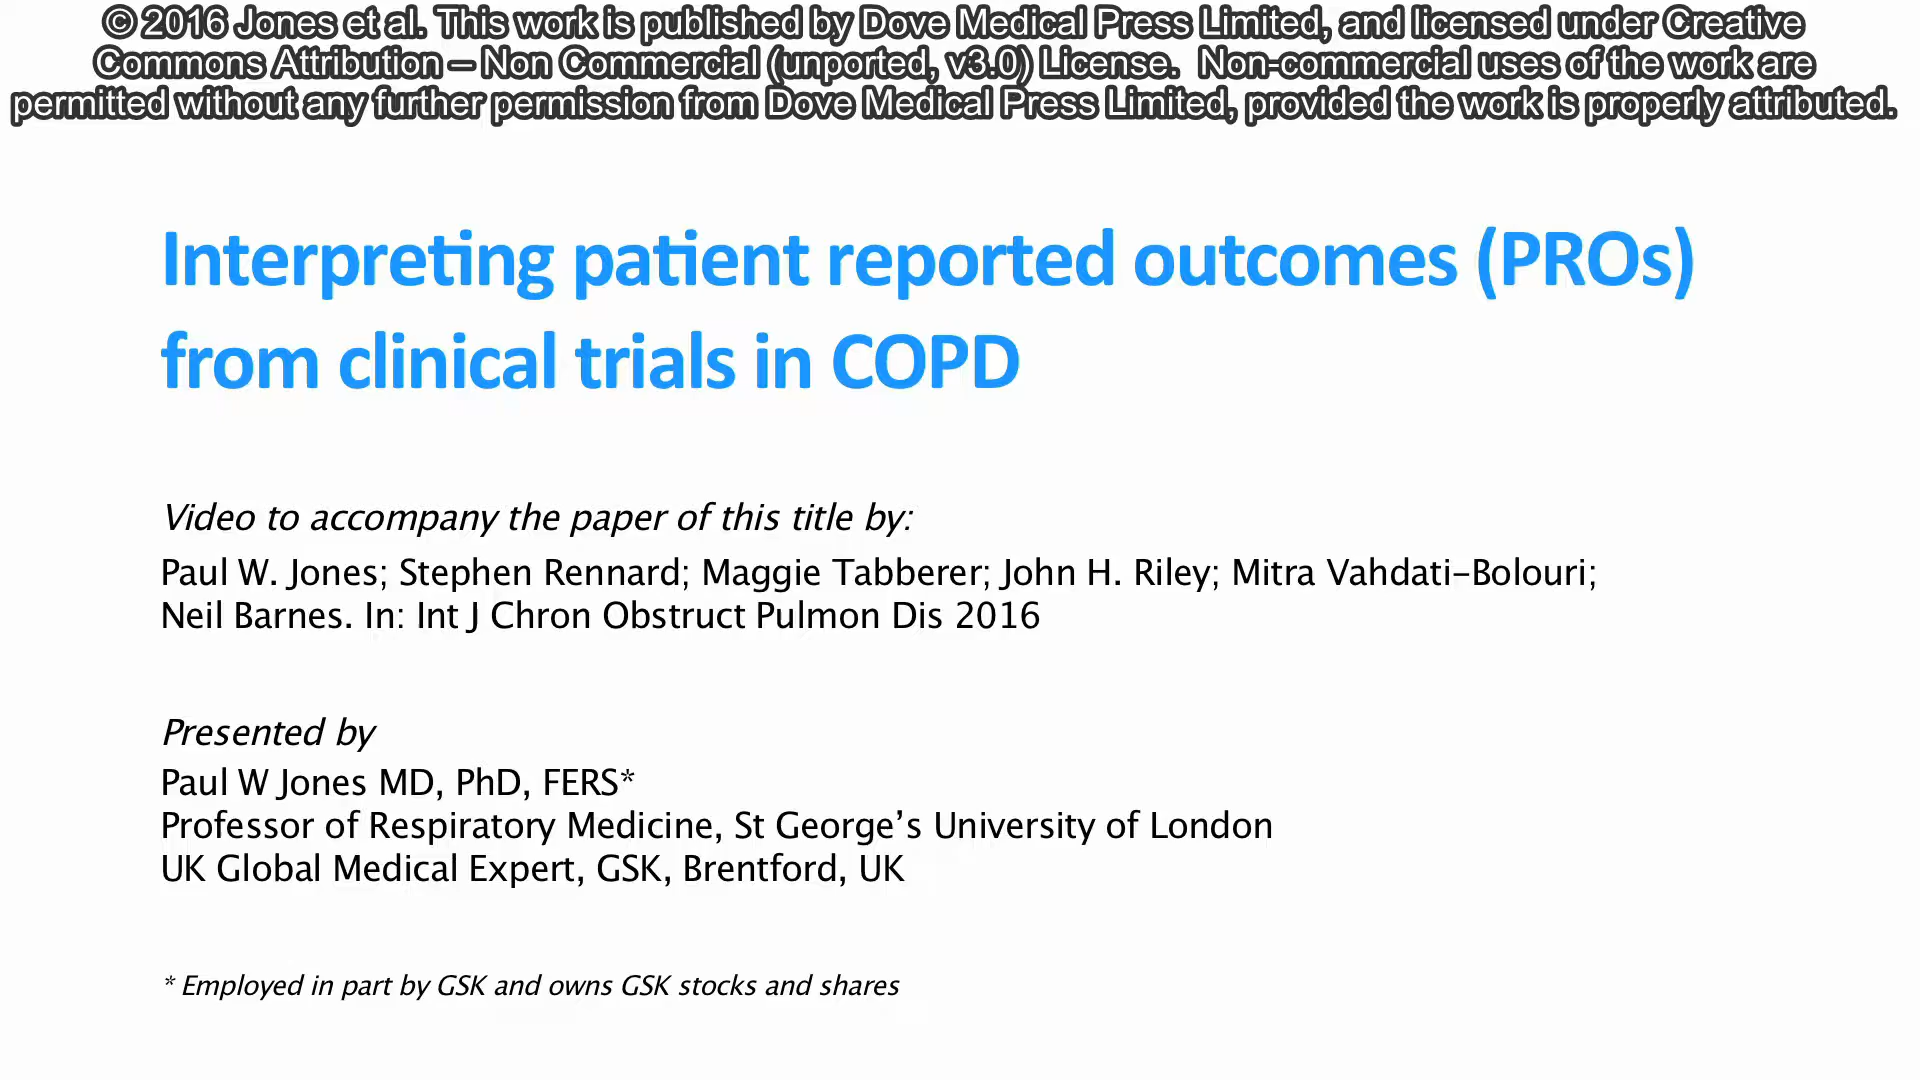 © 2016 Jones et al. This work is published by Dove Medical Press Limited, and licensed under Creative
Commons Attribution – Non Commercial (unported, v3.0) License.  Non-commercial uses of the work are
permitted without any further permission from Dove Medical Press Limited, provided the work is properly attributed.
Interpreting patient reported outcomes (PROs)
from clinical trials in COPD
Video to accompany the paper of this title by:
Paul W. Jones; Stephen Rennard; Maggie Tabberer; John H. Riley; Mitra Vahdati-Bolouri;
Neil Barnes. In: Int J Chron Obstruct Pulmon Dis 2016
Presented by
Paul W Jones MD, PhD, FERS*
Professor of Respiratory Medicine, St George’s University of London
UK Global Medical Expert, GSK, Brentford, UK
* Employed in part by GSK and owns GSK stocks and shares